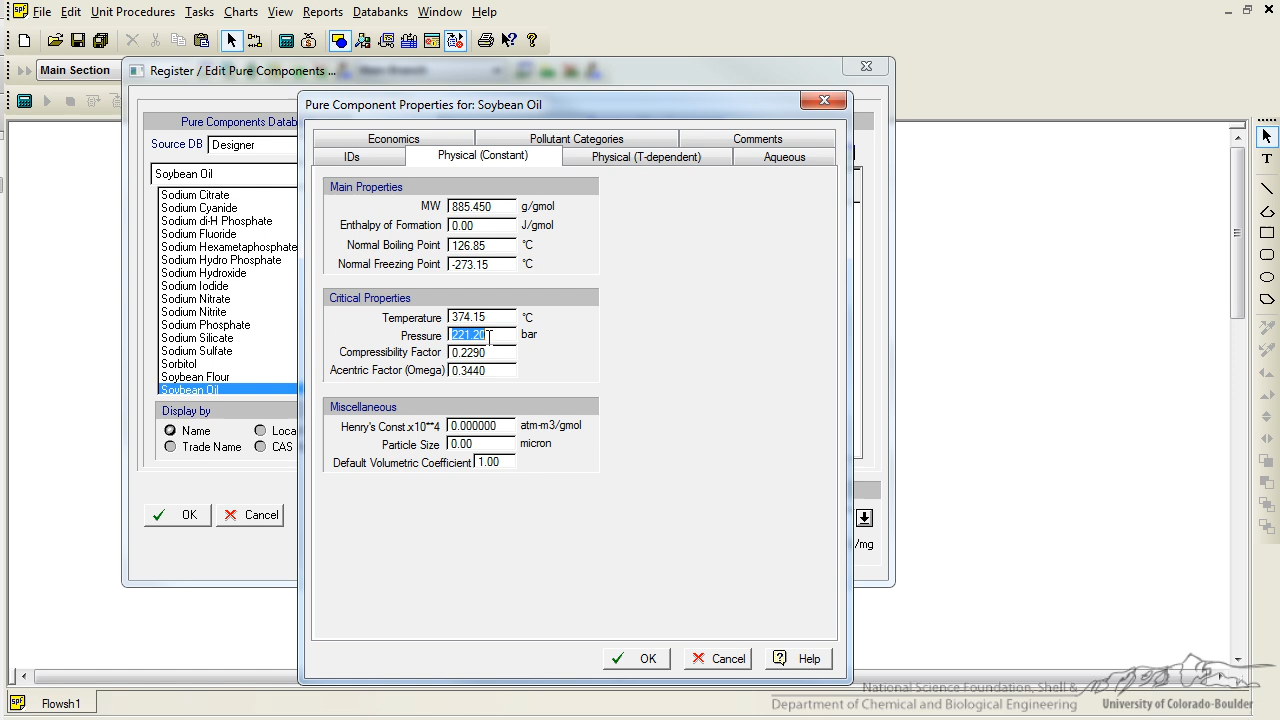 File Edit Unit Procedures Tasks Charts View Reports Databanks Window Help
Main Section
Register / Edit Pure Components ...
Pure Components Datab
Source DB Designer
Soybean Oil
Sodium Citrate
Sodium Cyanide
Sodium di-H Phosphate
Sodium Fluoride
Sodium Hexametaphosphate
Sodium Hydro Phosphate
Sodium Hydroxide
Sodium Iodide
Sodium Nitrate
Sodium Nitrite
Sodium Phosphate
Sodium Silicate
Sodium Sulfate
Sorbitol
Soybean Flour
Soybean Oil
Display by
Name Loca
Trade Name CAS
OK Cancel
/mg
Pure Component Properties for: Soybean Oil
Economics Pollutant Categories Comments
IDs Physical (Constant) Physical (T-dependent) Aqueous
Main Properties
MW 885.450 g/gmol
Enthalpy of Formation 0.00 J/gmol
Normal Boiling Point 126.85 °C
Normal Freezing Point -273.15 °C
Critical Properties
Temperature 374.15 °C
Pressure 221.20 bar
Compressibility Factor 0.2290
Acentric Factor (Omega) 0.3440
Miscellaneous
Henry's Const.x10**4 0.000000 atm-m3/gmol
Particle Size 0.00 micron
Default Volumetric Coefficient 1.00
OK Cancel Help
Flowsh1
National Science Foundation, Shell &
Department of Chemical and Biological Engineering
University of Colorado-Boulder